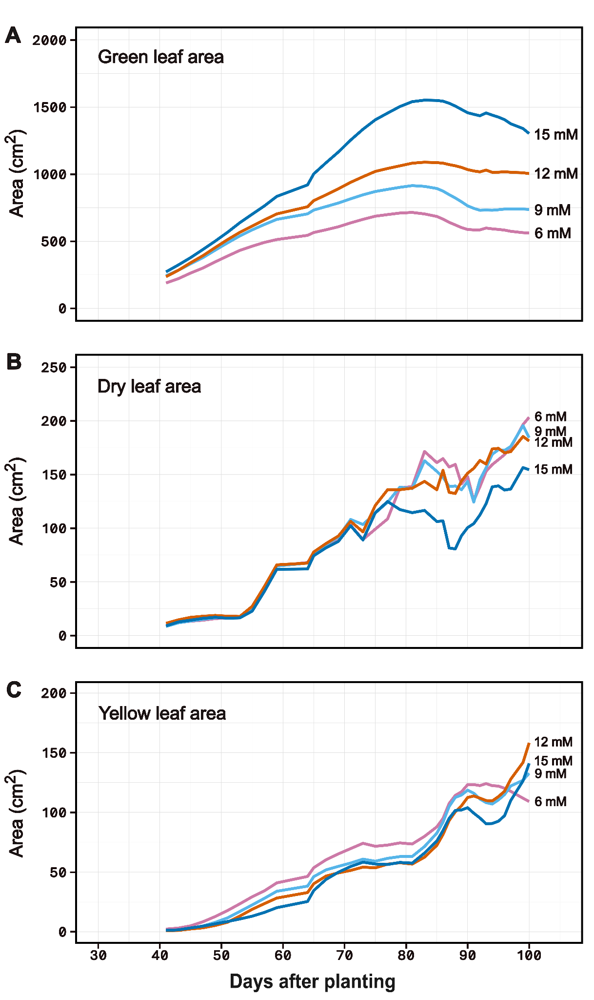 A
Green leaf area
Area (cm²)
2000
1500
1000
500
0
15 mM
12 mM
9 mM
6 mM
B
Dry leaf area
Area (cm²)
250
200
150
100
50
0
6 mM
9 mM
12 mM
15 mM
C
Yellow leaf area
Area (cm²)
200
150
100
50
0
12 mM
15 mM
9 mM
6 mM
30 40 50 60 70 80 90 100
Days after planting